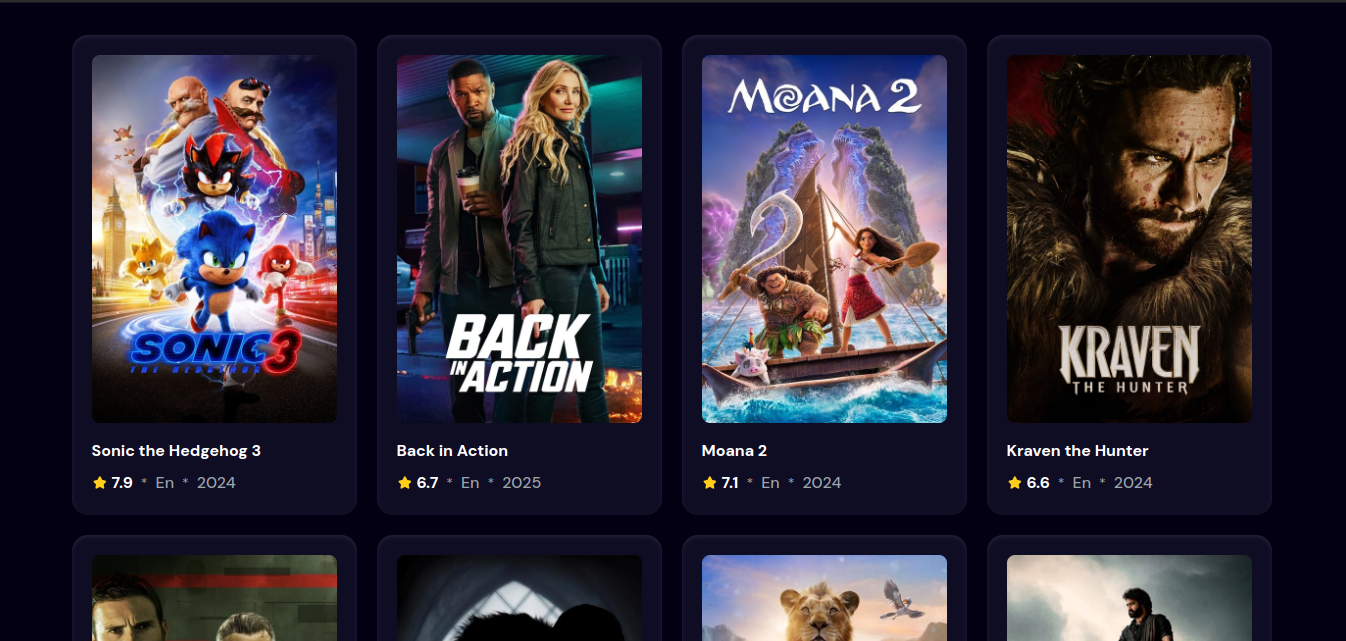 SONIC 3
THE HEDGEHOG
BACK
IN ACTION
MOANA 2
KRAVEN
THE HUNTER
Sonic the Hedgehog 3
7.9 * En * 2024
Back in Action
6.7 * En * 2025
Moana 2
7.1 * En * 2024
Kraven the Hunter
6.6 * En * 2024